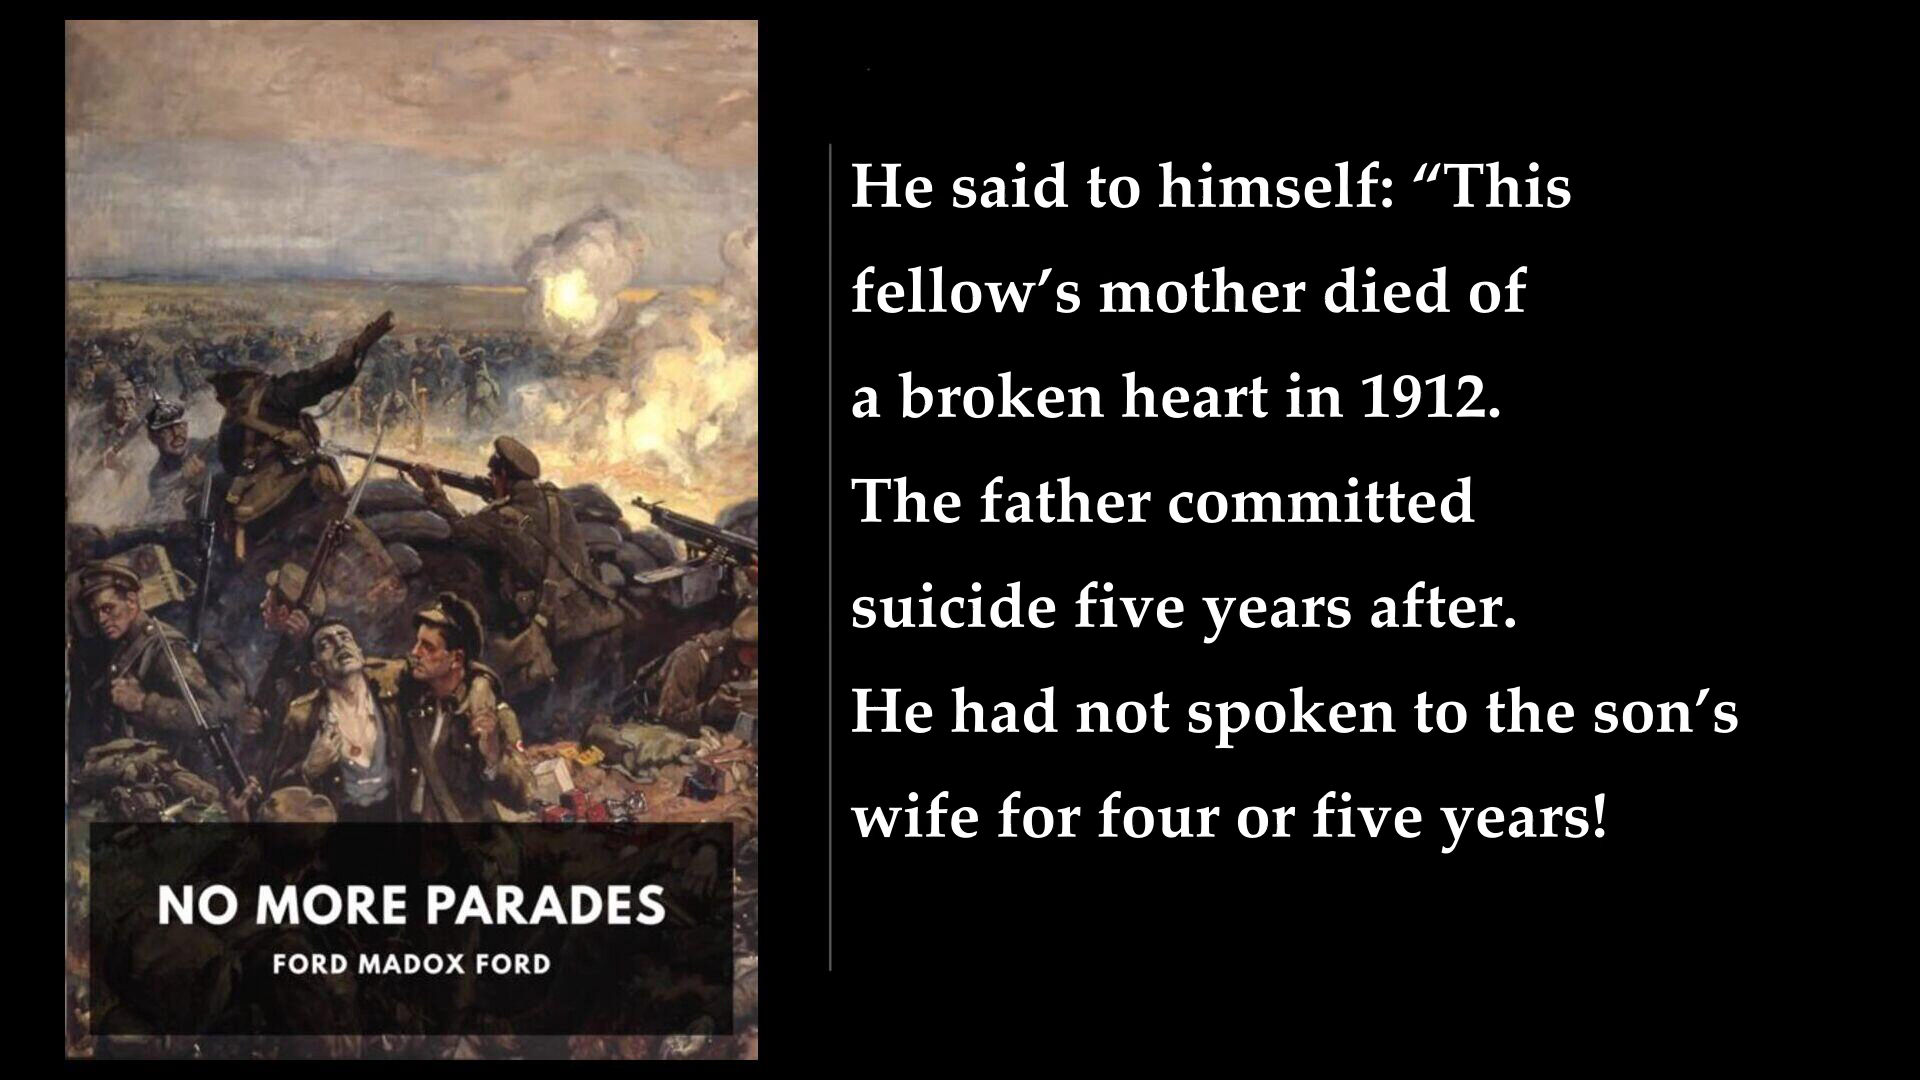 He said to himself: “This
fellow’s mother died of
a broken heart in 1912.
The father committed
suicide five years after.
He had not spoken to the son’s
wife for four or five years!
NO MORE PARADES
FORD MADOX FORD